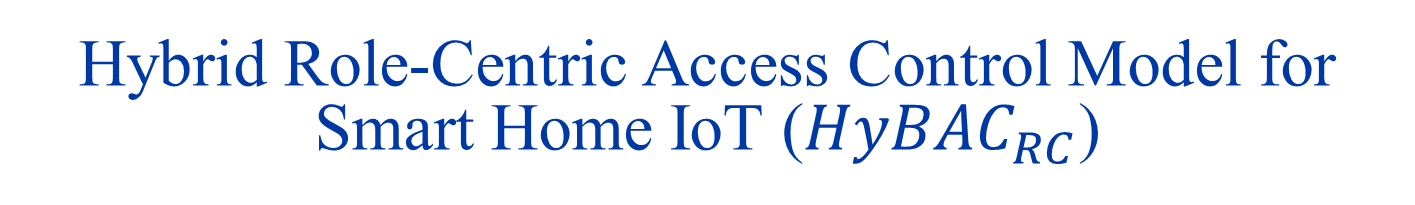 Hybrid Role-Centric Access Control Model for
Smart Home IoT (HyBAC_RC)